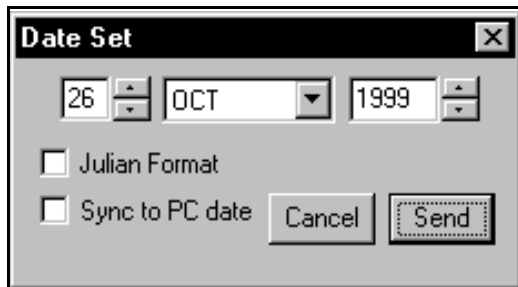 Date Set
26 OCT 1999
Julian Format
Sync to PC date
Cancel Send